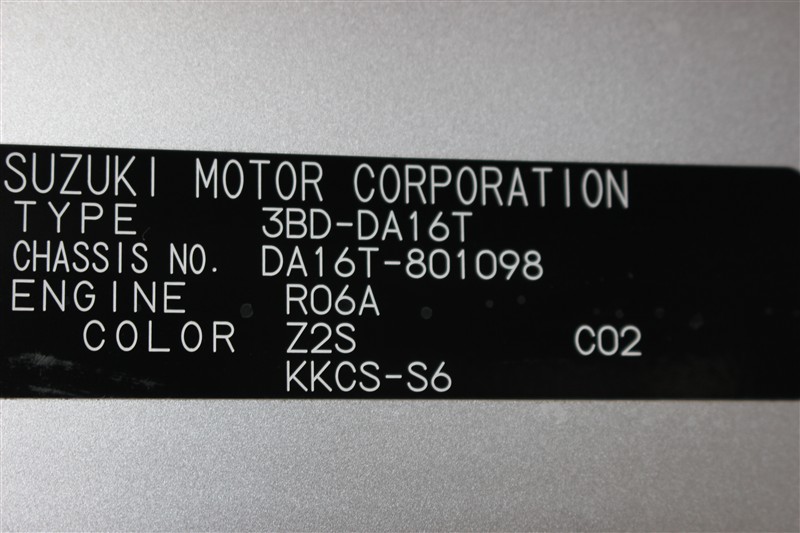 SUZUKI MOTOR CORPORATION
TYPE 3BD-DA16T
CHASSIS NO. DA16T-801098
ENGINE R06A
COLOR Z2S C02
KKCS-S6